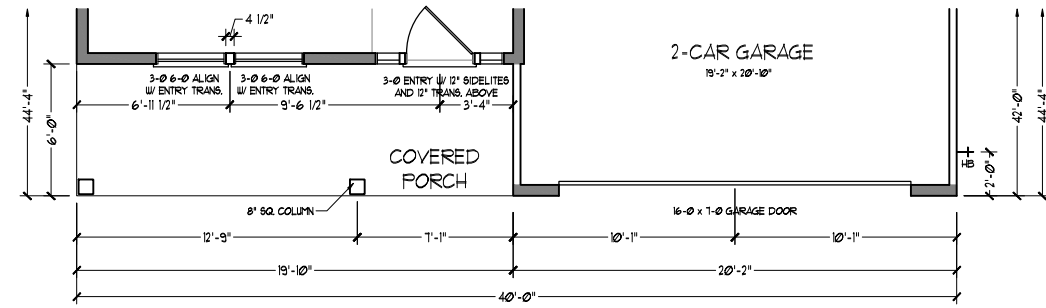 4 1/2"
2-CAR GARAGE
19'-2" x 20'-10"
3-0 6-0 ALIGN
W/ ENTRY TRANS.
3-0 6-0 ALIGN
W/ ENTRY TRANS.
3-0 ENTRY W/ 12" SIDELITES
AND 12" TRANS. ABOVE
6'-11 1/2"
9'-6 1/2"
3'-4"
44'-4"
6'-0"
42'-0"
44'-4"
COVERED
PORCH
HB
2'-0"
8" SQ. COLUMN
16-0 x 7-0 GARAGE DOOR
12'-9"
7'-1"
10'-1"
10'-1"
19'-10"
20'-2"
40'-0"